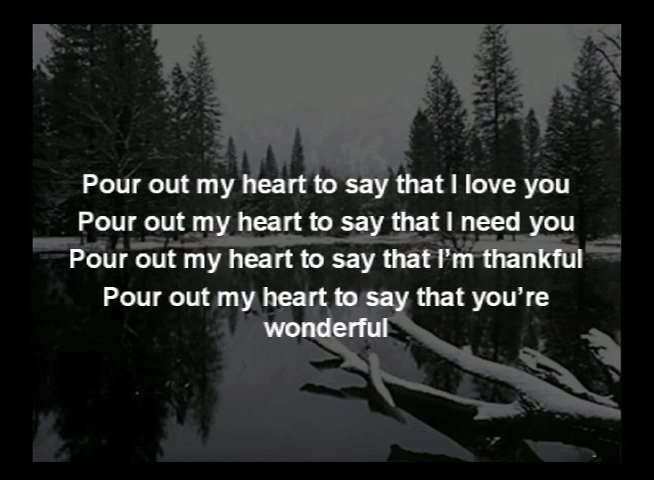 Pour out my heart to say that I love you
Pour out my heart to say that I need you
Pour out my heart to say that I'm thankful
Pour out my heart to say that you're
wonderful